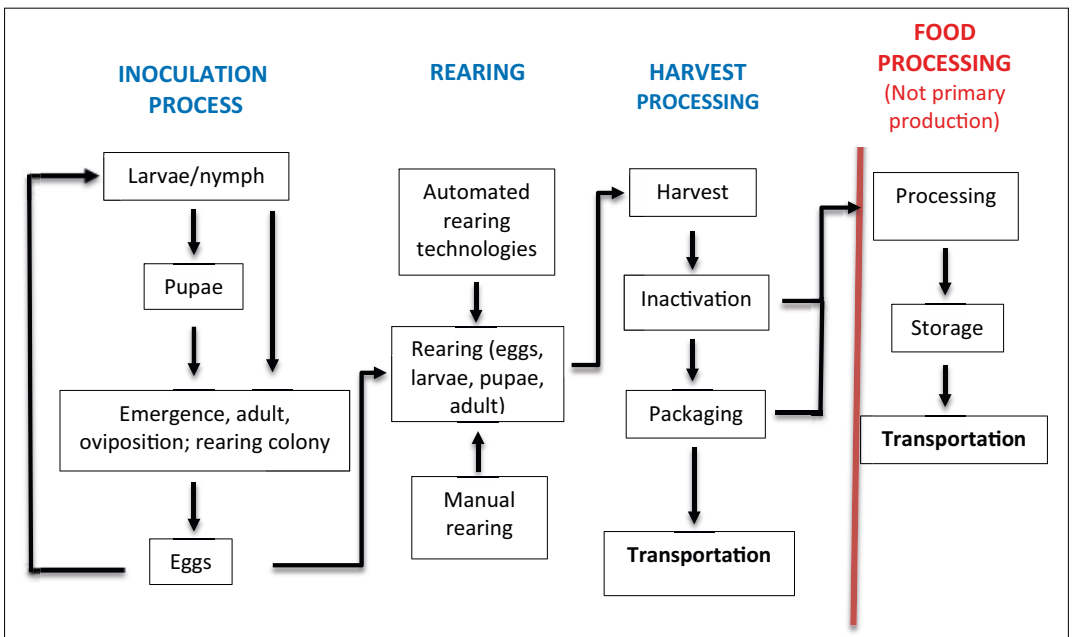 INOCULATION
PROCESS
Larvae/nymph
Pupae
Emergence, adult,
oviposition; rearing colony
Eggs
REARING
Automated
rearing
technologies
Rearing (eggs,
larvae, pupae,
adult)
Manual
rearing
HARVEST
PROCESSING
Harvest
Inactivation
Packaging
Transportation
FOOD
PROCESSING
(Not primary
production)
Processing
Storage
Transportation